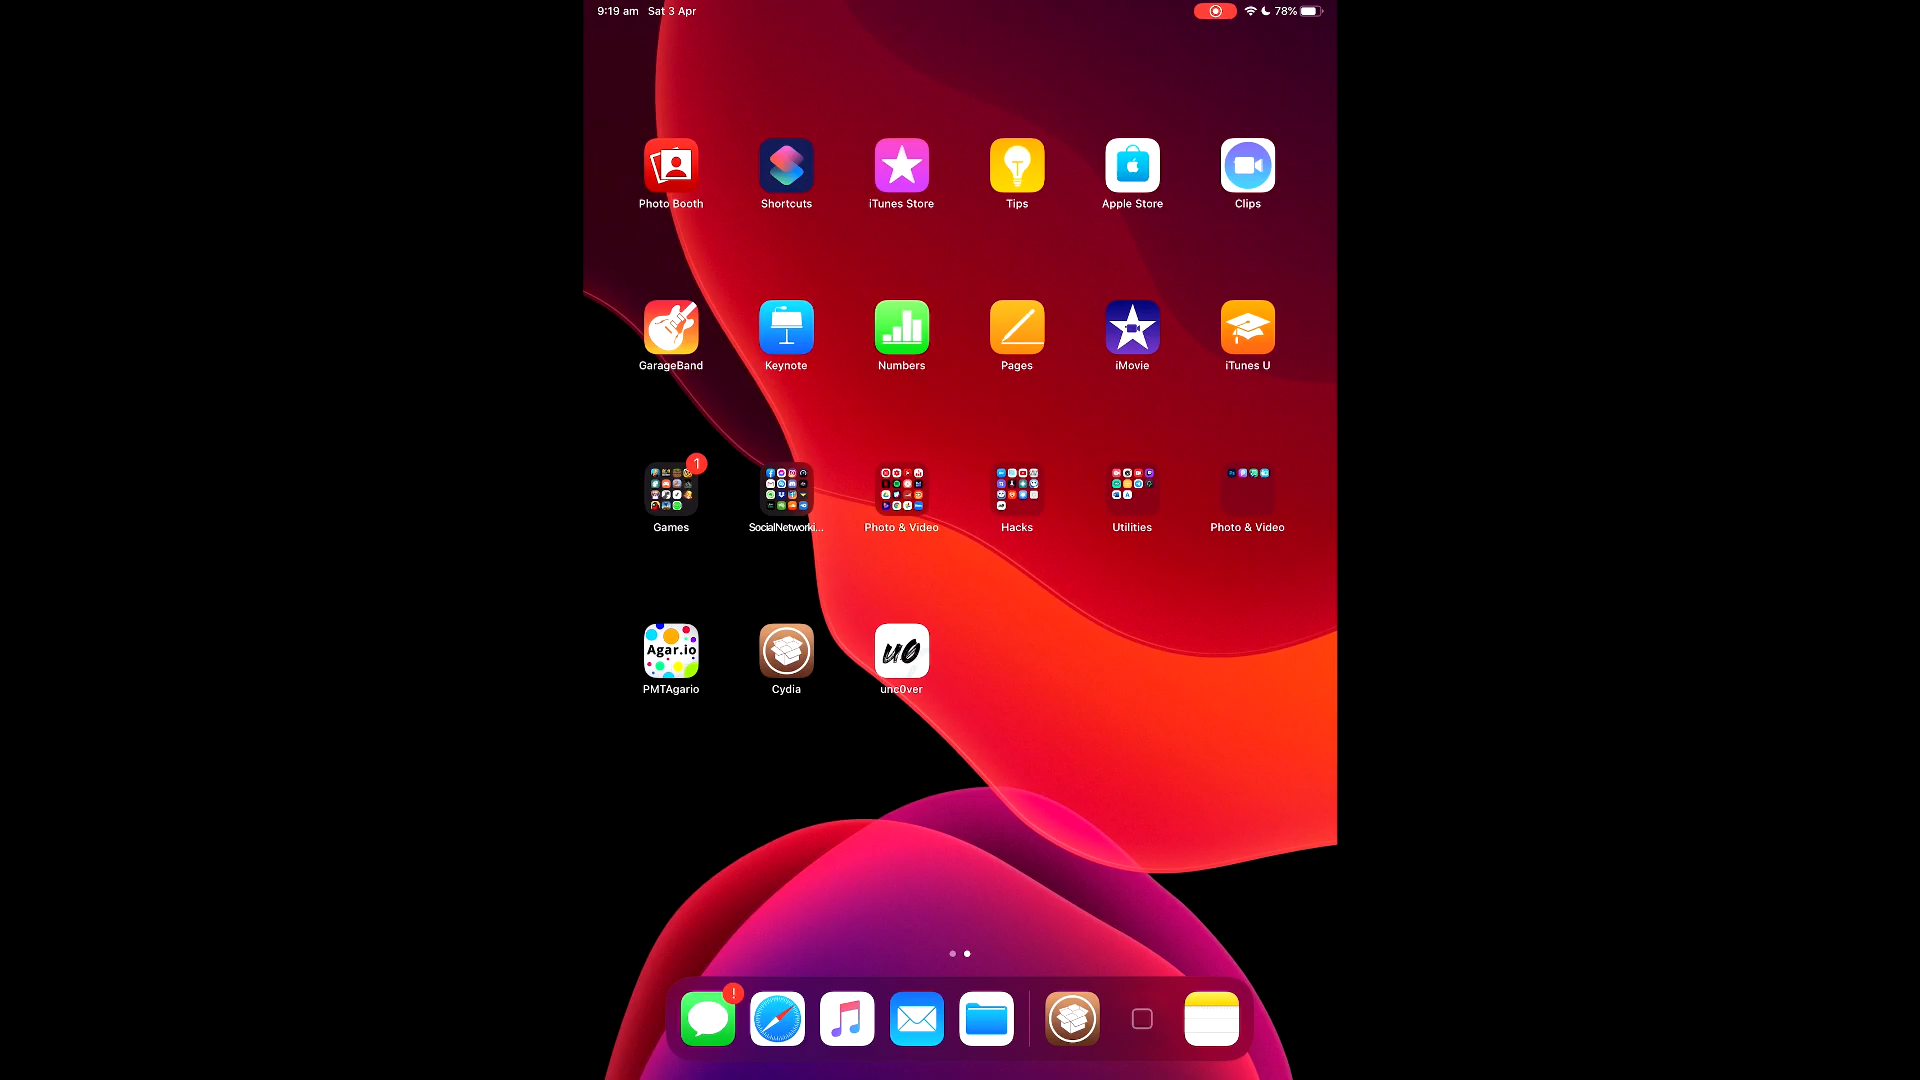 9:19 am Sat 3 Apr 78%
Photo Booth Shortcuts iTunes Store Tips Apple Store Clips
GarageBand Keynote Numbers Pages iMovie iTunes U
1
Games SocialNetworki... Photo & Video Hacks Utilities Photo & Video
Agar.io u0
PMTAgario Cydia unc0ver
!